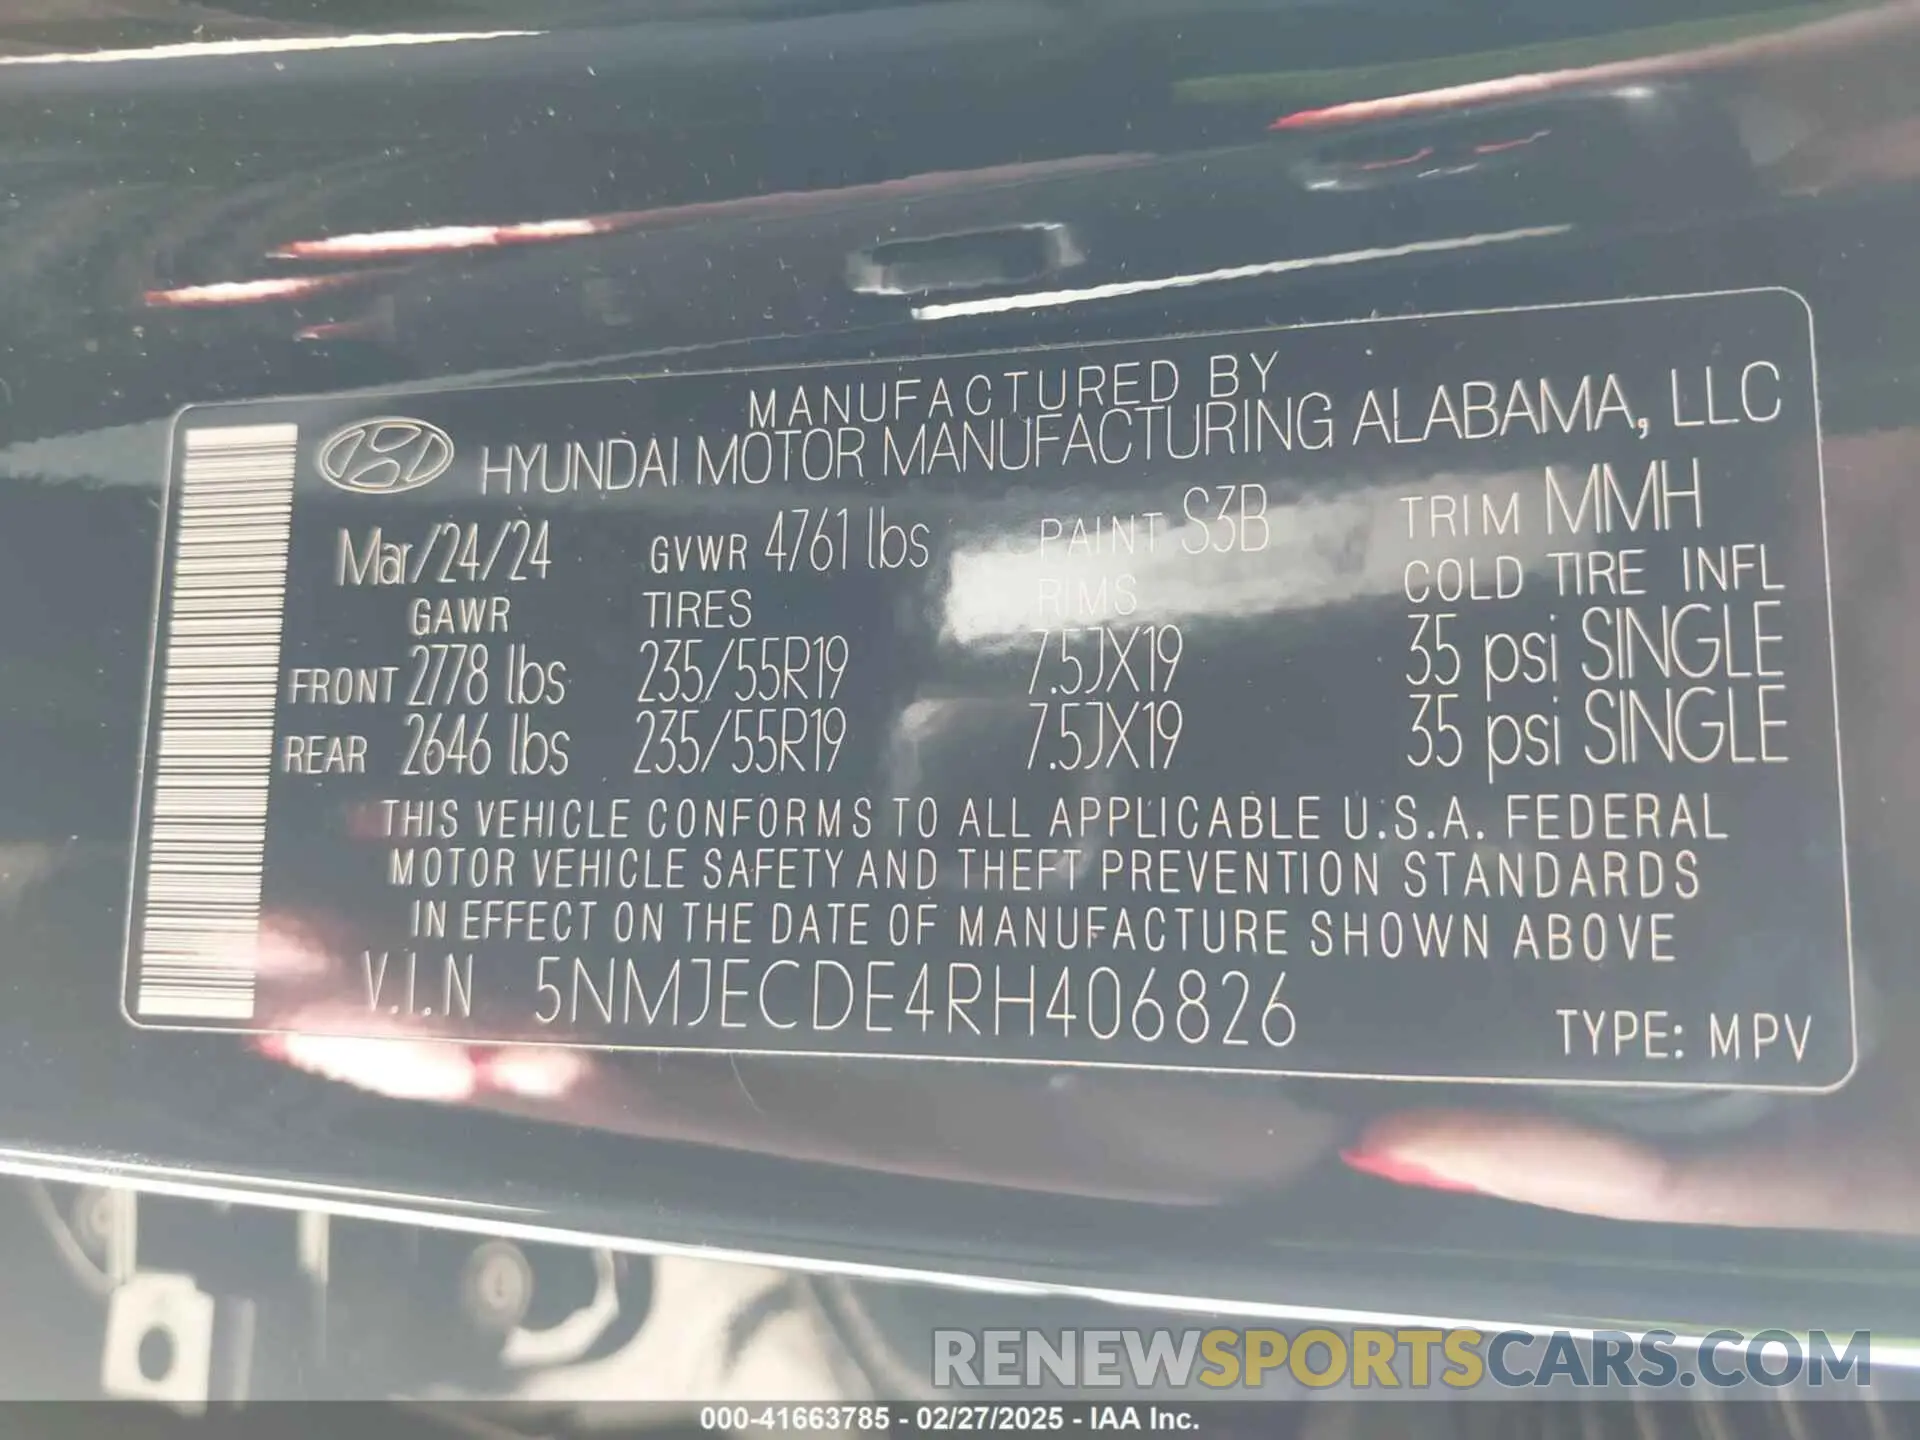 MANUFACTURED BY
HYUNDAI MOTOR MANUFACTURING ALABAMA, LLC
Mar/24/24 GVWR 4761 lbs PAINT S3B TRIM MMH
GAWR TIRES RIMS COLD TIRE INFL
FRONT 2778 lbs 235/55R19 7.5JX19 35 psi SINGLE
REAR 2646 lbs 235/55R19 7.5JX19 35 psi SINGLE
THIS VEHICLE CONFORMS TO ALL APPLICABLE U.S.A. FEDERAL
MOTOR VEHICLE SAFETY AND THEFT PREVENTION STANDARDS
IN EFFECT ON THE DATE OF MANUFACTURE SHOWN ABOVE
V.I.N 5NMJECDE4RH406826 TYPE: MPV
RENEWSPORTSCARS.COM
000-41663785 - 02/27/2025 - IAA Inc.